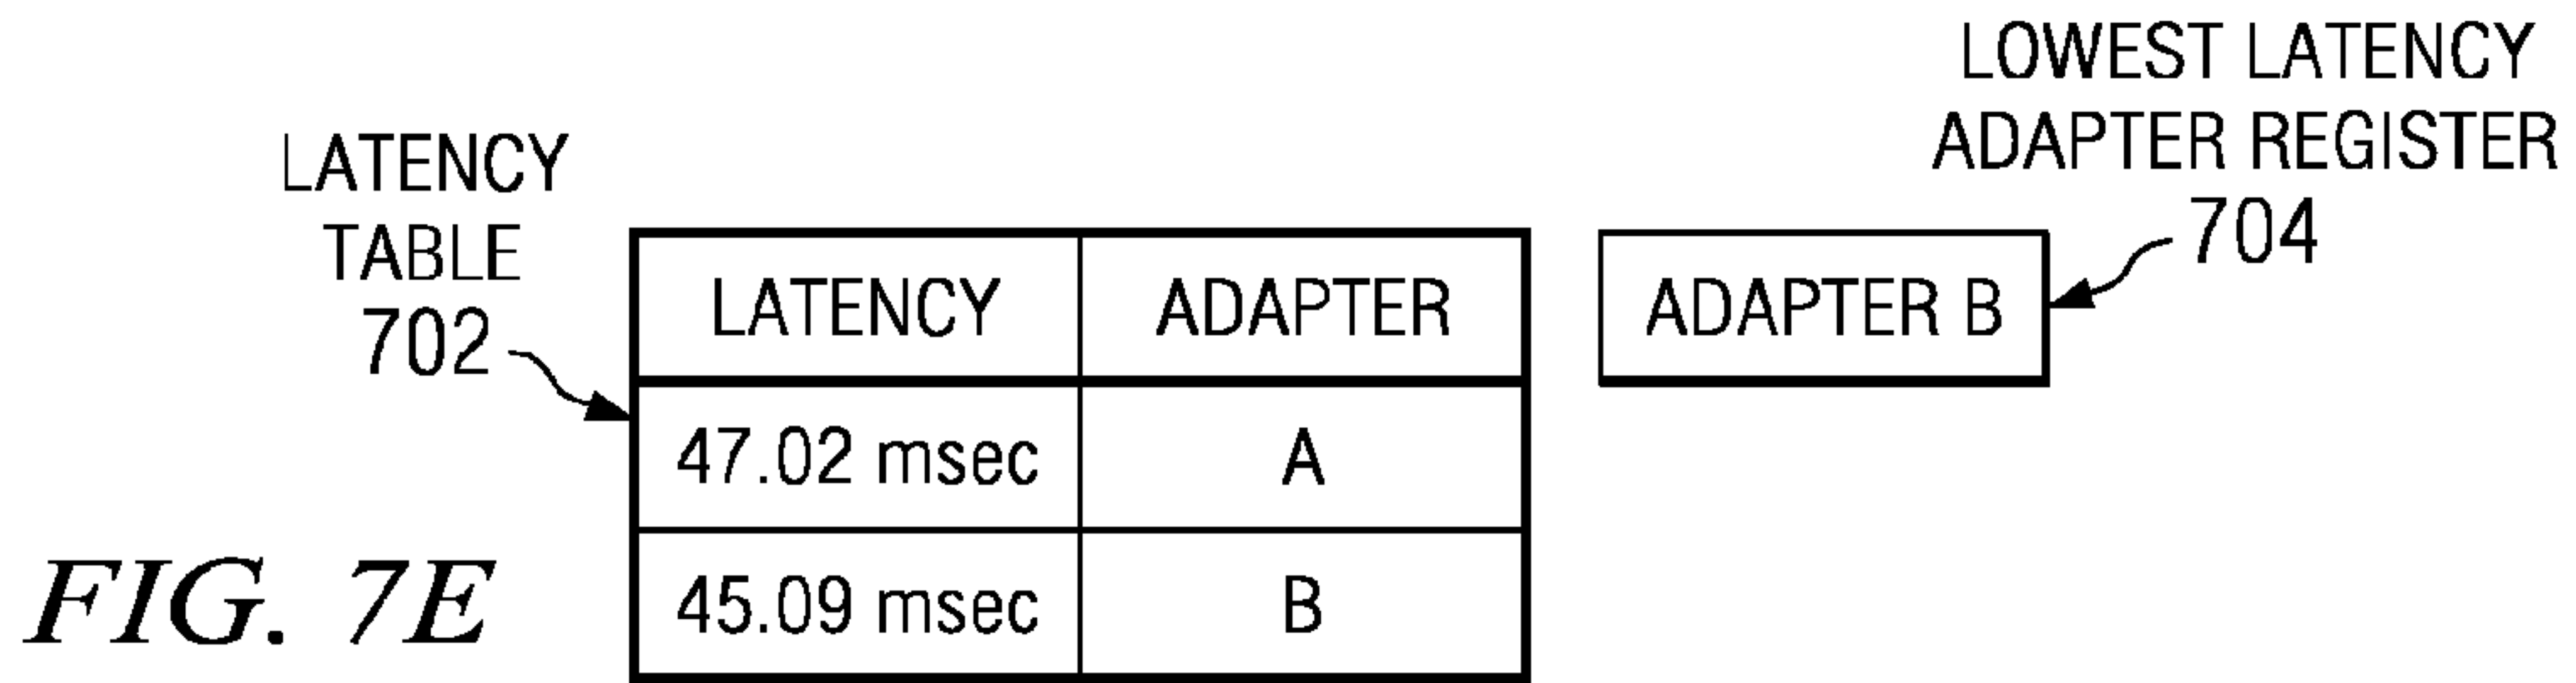 LOWEST LATENCY
ADAPTER REGISTER
704
LATENCY
TABLE
702
LATENCY ADAPTER
47.02 msec A
45.09 msec B
ADAPTER B
FIG. 7E